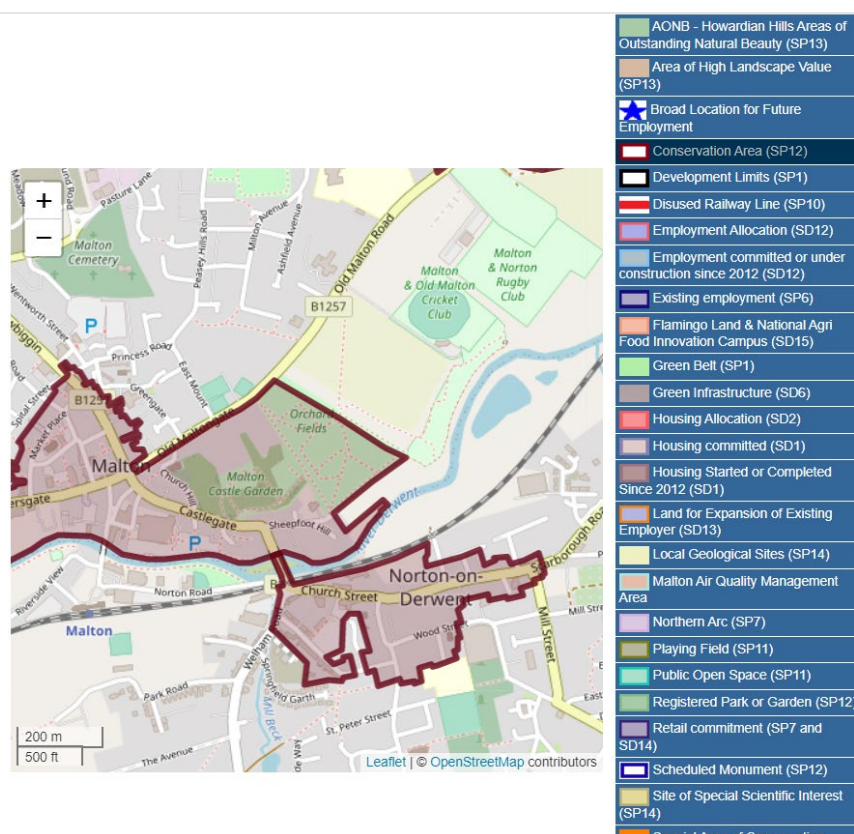 AONB - Howardian Hills Areas of
Outstanding Natural Beauty (SP13)
Area of High Landscape Value
(SP13)
Broad Location for Future
Employment
Conservation Area (SP12)
Development Limits (SP1)
Disused Railway Line (SP10)
Employment Allocation (SD12)
Employment committed or under
construction since 2012 (SD12)
Existing employment (SP6)
Flamingo Land & National Agri
Food Innovation Campus (SD15)
Green Belt (SP1)
Green Infrastructure (SD6)
Housing Allocation (SD2)
Housing committed (SD1)
Housing Started or Completed
Since 2012 (SD1)
Land for Expansion of Existing
Employer (SD13)
Local Geological Sites (SP14)
Malton Air Quality Management
Area
Northern Arc (SP7)
Playing Field (SP11)
Public Open Space (SP11)
Registered Park or Garden (SP12)
Retail commitment (SP7 and
SD14)
Scheduled Monument (SP12)
Site of Special Scientific Interest
(SP14)
+
−
Pasture Lane
Malton
Cemetery
Peasey Hills Road
Milton Avenue
Ashfield Avenue
Old Malton Road
B1257
Malton
& Old Malton
Cricket
Club
Malton
& Norton
Rugby
Club
Wentworth Street
P
Princess Road
East Mount
Greengate
Spital Street
B125
Market Place
Malton
Old Maltongate
Orchard
Fields
Malton
Castle Garden
Church Hill
Castlegate
Sheepfoot Hill
P
River Derwent
Riverside View
Norton Road
Malton
Church Street
Norton-on-
Derwent
Scarborough Roa
Wood Street
Mill Street
Mill Stre
Welham Road
Springfield Garth
Park Road
Mill Beck
St. Peter Street
The Avenue
East
200 m
500 ft
Leaflet | © OpenStreetMap contributors